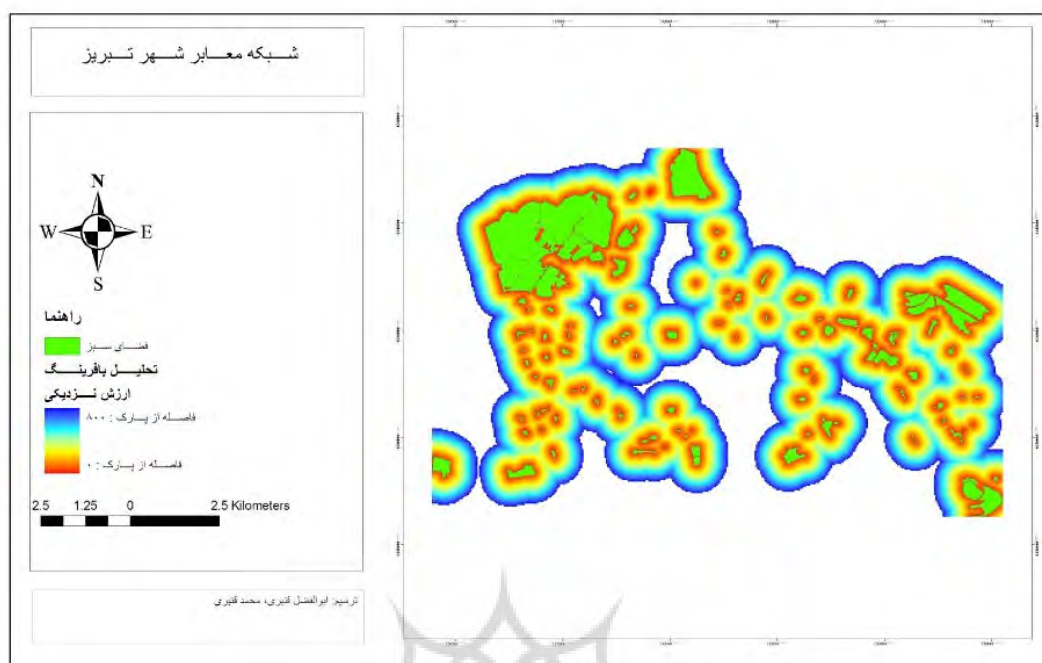 شبکه معابر شهر تبریز
N
W E
S
راهنما
فضای سبز
تحلیل بافرینگ
ارزش نزدیکی
فاصله از پارک : ۸۰۰
فاصله از پارک : ۰
2.5 1.25 0 2.5 Kilometers
ترسیم: ابوالفضل قنبری، محمد قنبری